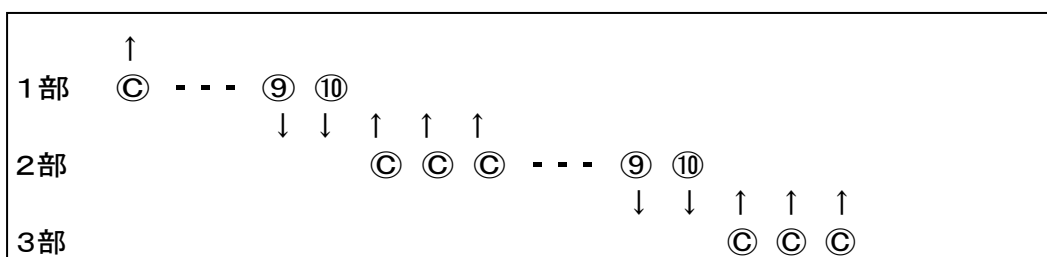 ↑
1部 Ⓒ - - - ⑨ ⑩
↓ ↓ ↑ ↑ ↑
2部 Ⓒ Ⓒ Ⓒ - - - ⑨ ⑩
↓ ↓ ↑ ↑ ↑
3部 Ⓒ Ⓒ Ⓒ